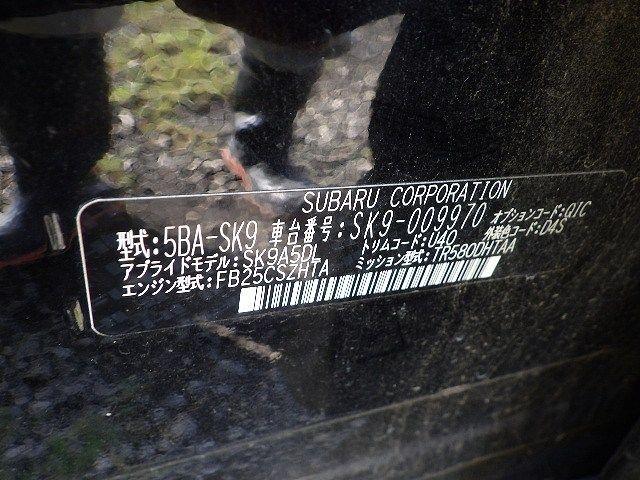 SUBARU CORPORATION
型式:5BA-SK9 車台番号:SK9-009970 オプションコード:QIC
アプライドモデル:SK9A5DL トリムコード:U40 外装色コード:D4S
エンジン型式:FB25CSZHTA ミッション型式:TR580DHTAA